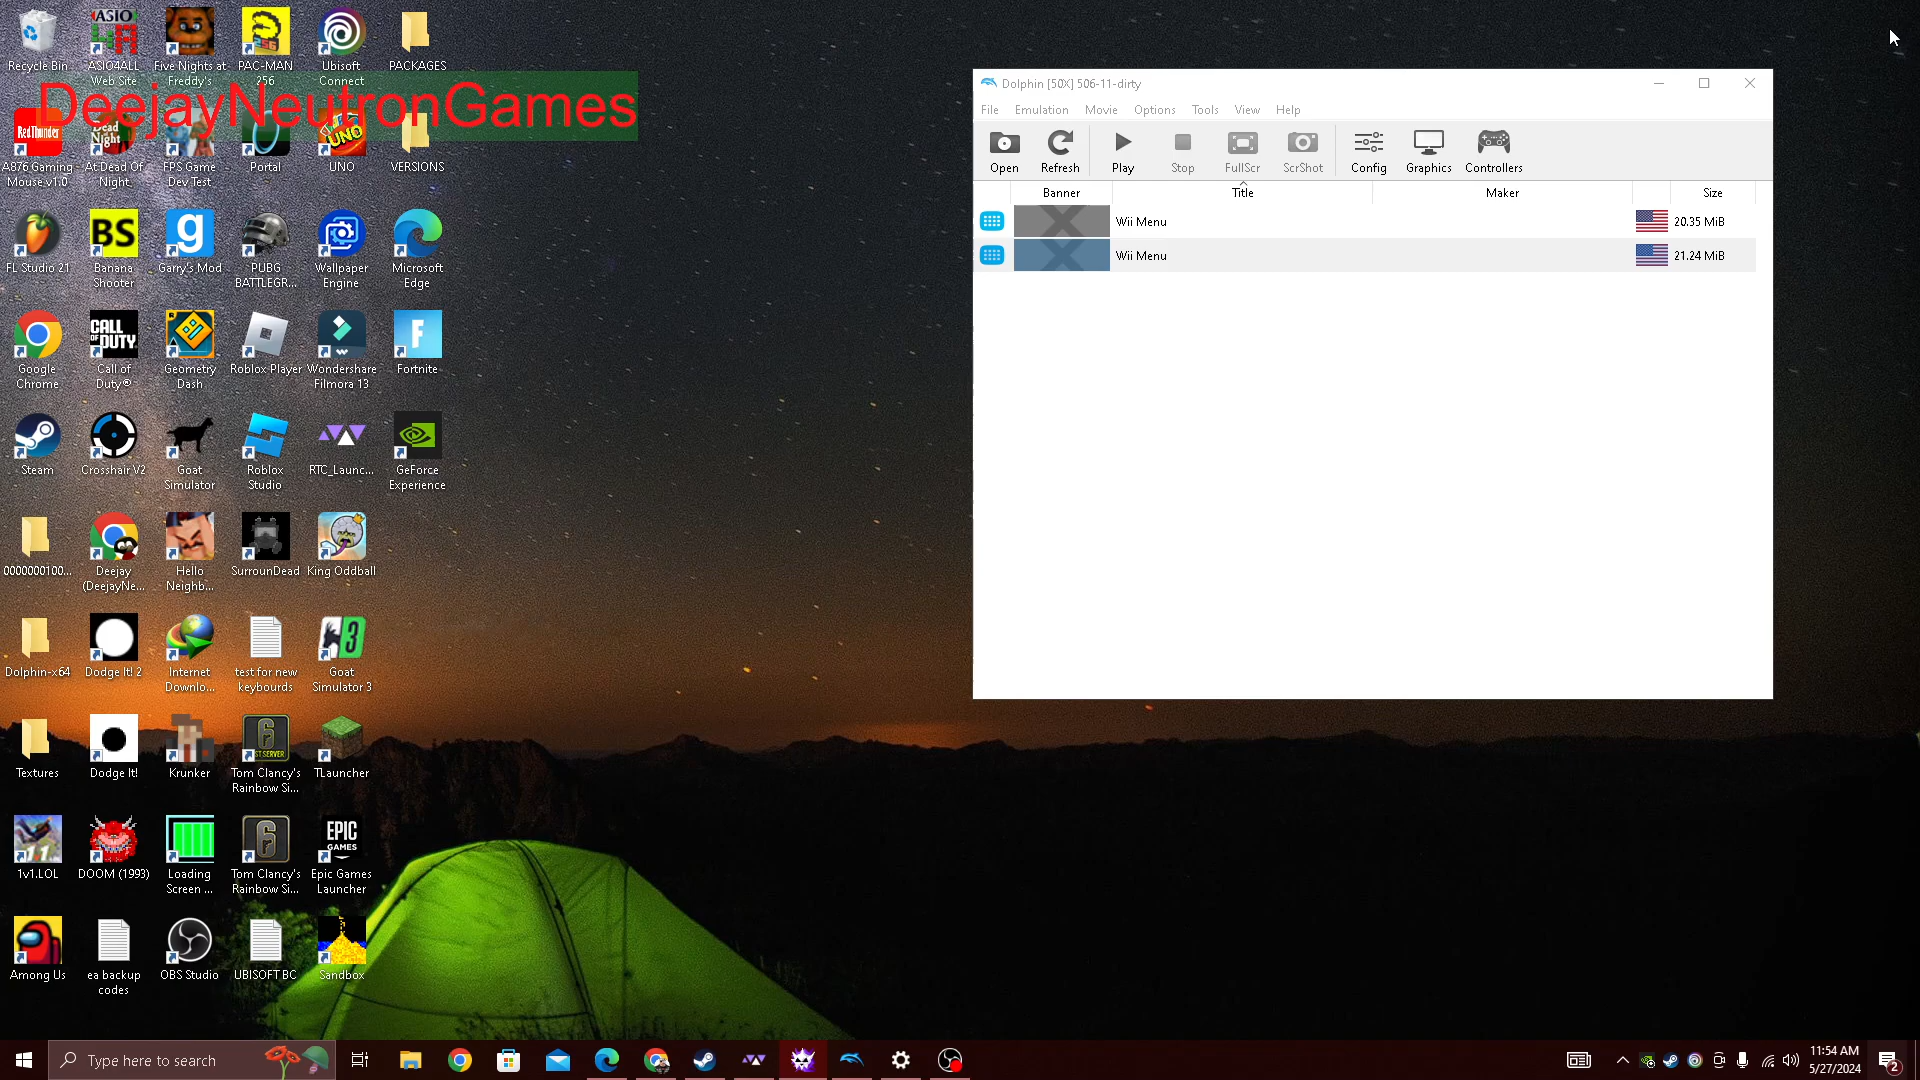 Recycle Bin
ASIO4ALL
Web Site
Five Nights at
Freddy's
PAC-MAN
256
Ubisoft
Connect
PACKAGES
DeejayNeutronGames
A876 Gaming
Mouse v1.0
At Dead Of
Night
FPS Game
Dev Test
Portal
UNO
VERSIONS
FL Studio 21
Banana
Shooter
Garry's Mod
PUBG
BATTLEGR...
Wallpaper
Engine
Microsoft
Edge
Google
Chrome
Call of
Duty®
Geometry
Dash
Roblox Player
Wondershare
Filmora 13
Fortnite
Steam
Crosshair V2
Goat
Simulator
Roblox
Studio
RTC_Launc...
GeForce
Experience
0000000100...
Deejay
(DeejayNe...
Hello
Neighb...
SurrounDead
King Oddball
Dolphin-x64
Dodge It! 2
Internet
Downlo...
test for new
keybourds
Goat
Simulator 3
Textures
Dodge It!
Krunker
Tom Clancy's
Rainbow Si...
TLauncher
1v1.LOL
DOOM (1993)
Loading
Screen ...
Tom Clancy's
Rainbow Si...
Epic Games
Launcher
Among Us
ea backup
codes
OBS Studio
UBISOFT BC
Sandbox
Dolphin [50X] 506-11-dirty
File Emulation Movie Options Tools View Help
Open Refresh Play Stop FullScr ScrShot Config Graphics Controllers
Banner Title Maker Size
Wii Menu 20.35 MiB
Wii Menu 21.24 MiB
Type here to search
11:54 AM
5/27/2024
2